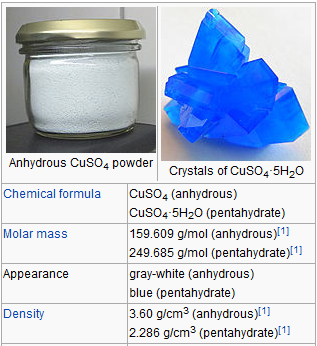 Anhydrous CuSO₄ powder
Crystals of CuSO₄·5H₂O
Chemical formula
CuSO₄ (anhydrous)
CuSO₄·5H₂O (pentahydrate)
Molar mass
159.609 g/mol (anhydrous)[1]
249.685 g/mol (pentahydrate)[1]
Appearance
gray-white (anhydrous)
blue (pentahydrate)
Density
3.60 g/cm³ (anhydrous)[1]
2.286 g/cm³ (pentahydrate)[1]